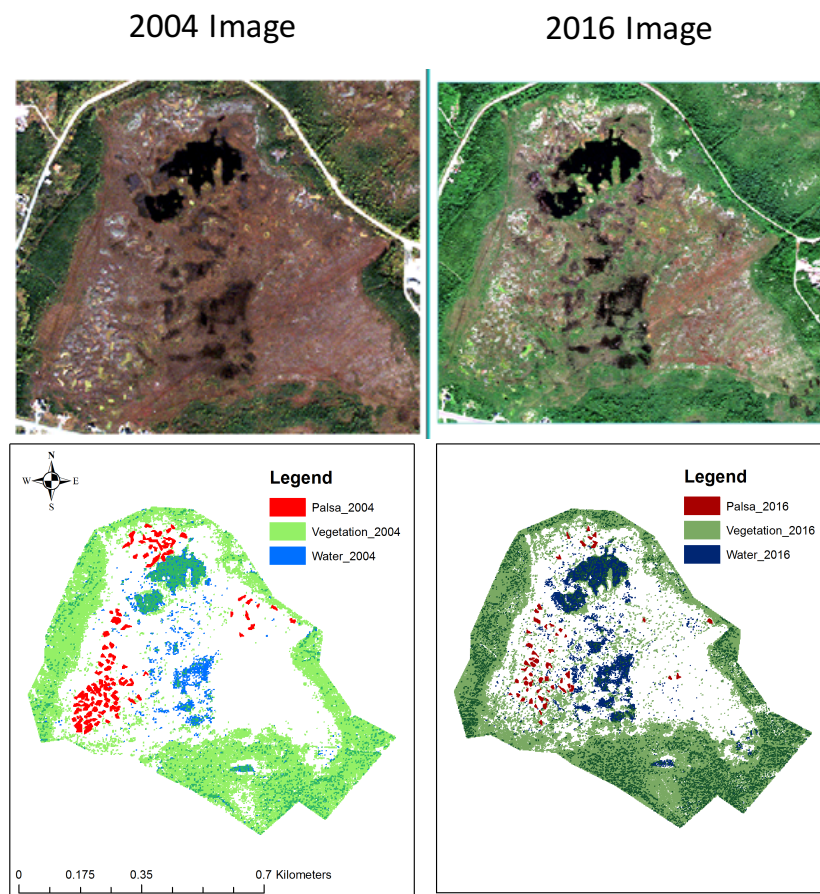 2004 Image
2016 Image
N
W E
S
Legend
Palsa_2004
Vegetation_2004
Water_2004
Legend
Palsa_2016
Vegetation_2016
Water_2016
0 0.175 0.35 0.7 Kilometers